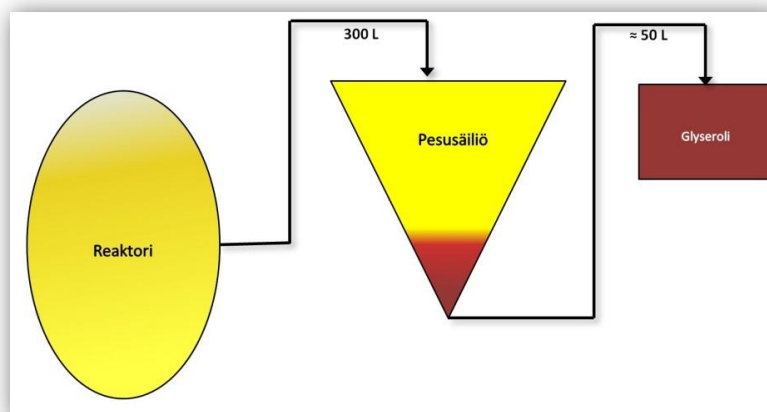 300 L
≈ 50 L
Pesusäiliö
Glyseroli
Reaktori